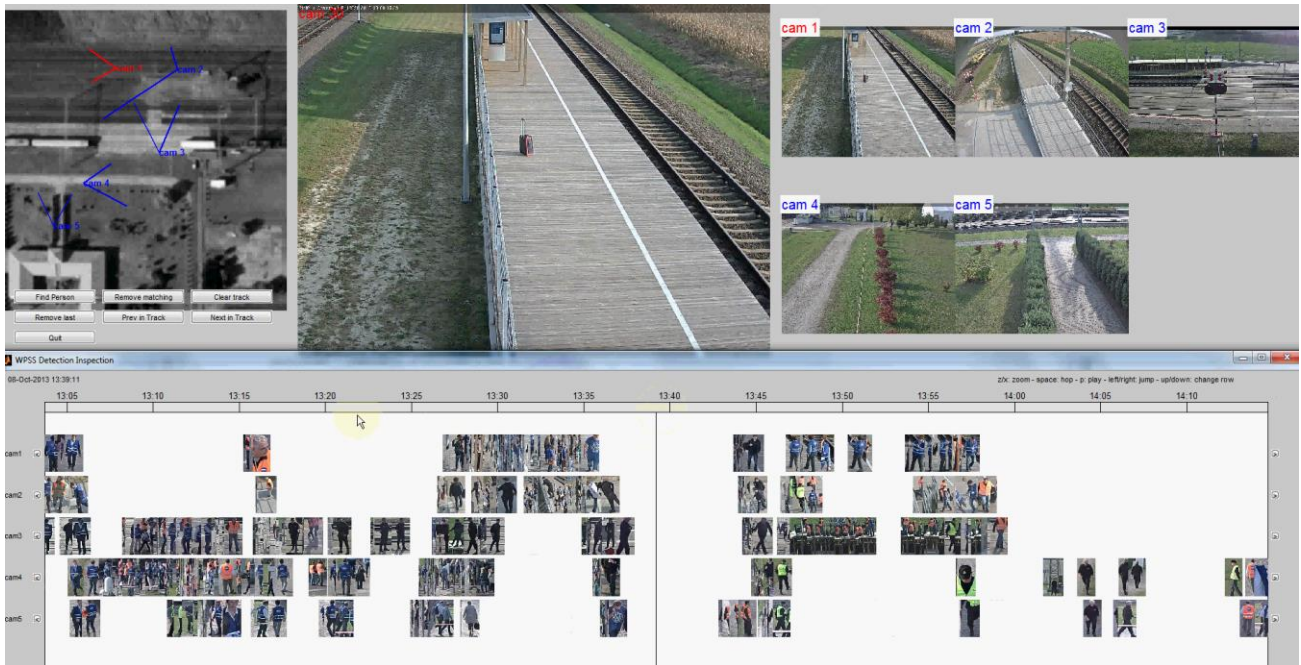 cam 1 cam 2 cam 3
cam 2
cam 3
cam 4
cam 5
cam 4 cam 5
Find Person Remove matching Clear track
Remove last Prev in Track Next in Track
Quit
WPSS Detection Inspection
08-Oct-2013 13:39:11 z/x: zoom - space: hop - p: play - left/right: jump - up/down: change row
13:05 13:10 13:15 13:20 13:25 13:30 13:35 13:40 13:45 13:50 13:55 14:00 14:05 14:10
cam1
cam2
cam3
cam4
cam5